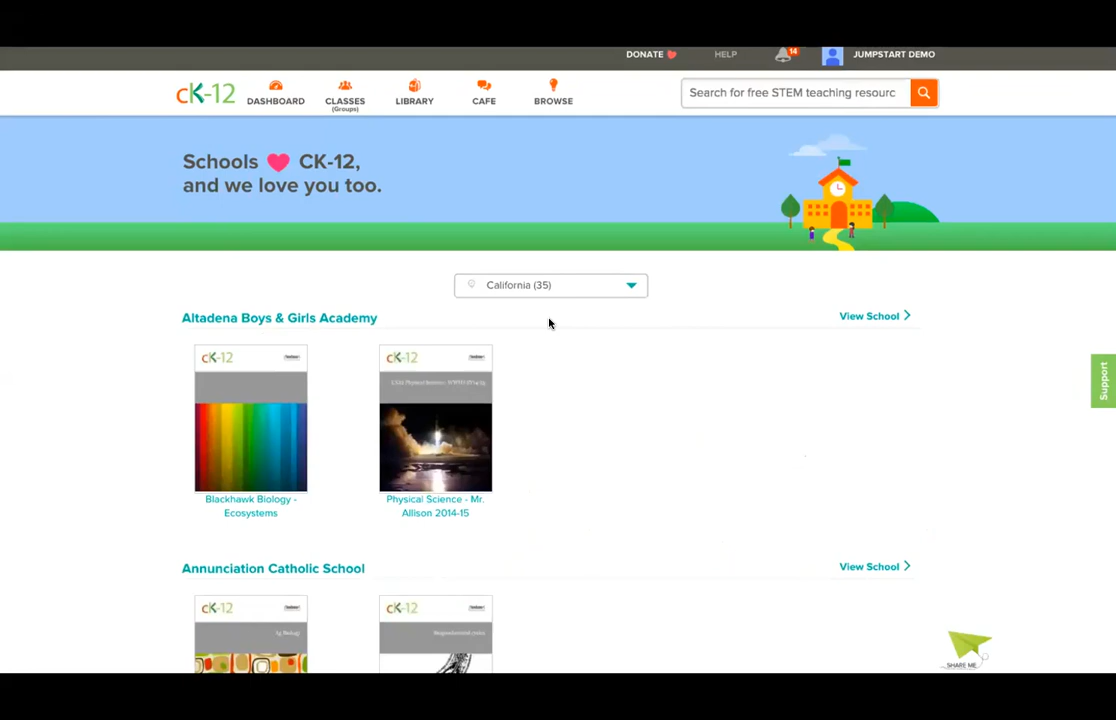 DONATE HELP 14 JUMPSTART DEMO
cK-12 DASHBOARD CLASSES LIBRARY CAFE BROWSE Search for free STEM teaching resourc
(Groups)
Schools CK-12,
and we love you too.
California (35)
Altadena Boys & Girls Academy View School
cK-12 cK-12
Blackhawk Biology - Physical Science - Mr.
Ecosystems Allison 2014-15
Support
Annunciation Catholic School View School
cK-12 cK-12
Biology
SHARE ME